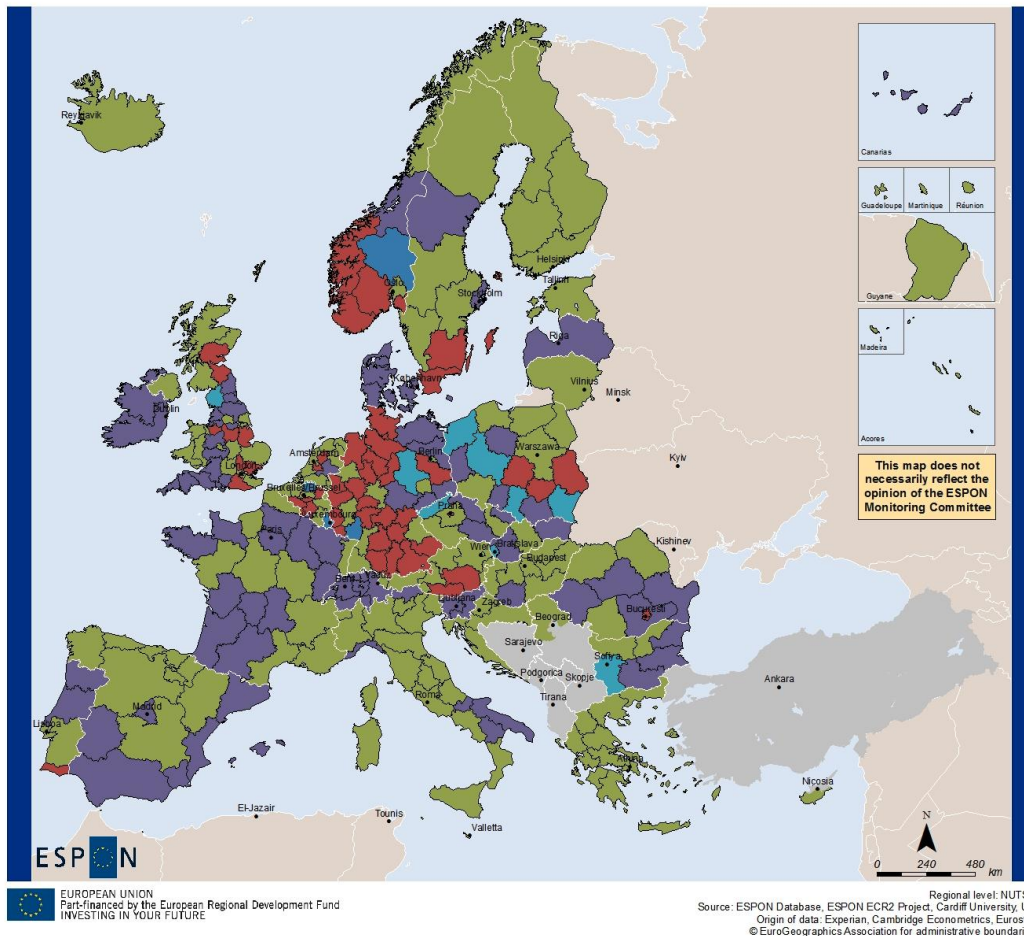 Reykjavik
Canarias
Guadeloupe Martinique Réunion
Helsinki
Tallinn
Guyane
Oslo
Stockholm
Riga
Madeira
København
Vilnius
Minsk
Dublin
Acores
Amsterdam
Berlin
Warszawa
London
Kyiv
This map does not
necessarily reflect the
opinion of the ESPON
Monitoring Committee
Bruxelles/Brussel
Luxembourg
Praha
Paris
Kishinev
Wien
Bratislava
Budapest
Bern
Vaduz
Ljubljana
Zagreb
Bucuresti
Beograd
Sarajevo
Sofiya
Podgorica
Skopje
Ankara
Roma
Madrid
Tirana
Lisboa
Nicosia
El-Jazair
Tounis
Valletta
N
ESPON
0 240 480
km
EUROPEAN UNION
Part-financed by the European Regional Development Fund
INVESTING IN YOUR FUTURE
Regional level: NUTS
Source: ESPON Database, ESPON ECR2 Project, Cardiff University,
Origin of data: Experian, Cambridge Econometrics,
© EuroGeographics Association for administrative